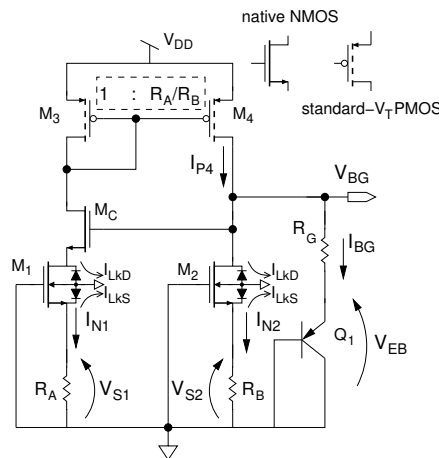 native NMOS
V_DD
1 : R_A/R_B
M_3
M_4
standard-V_T PMOS
I_P4
V_BG
M_C
R_G
I_BG
M_1
I_LkD
I_LkS
M_2
I_LkD
I_LkS
I_N1
I_N2
Q_1
V_EB
R_A
V_S1
V_S2
R_B